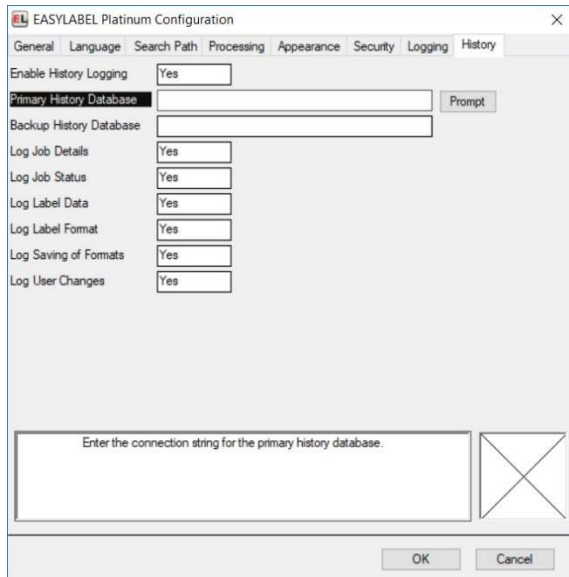 EL EASYLABEL Platinum Configuration
General Language Search Path Processing Appearance Security Logging History
Enable History Logging Yes
Primary History Database Prompt
Backup History Database
Log Job Details Yes
Log Job Status Yes
Log Label Data Yes
Log Label Format Yes
Log Saving of Formats Yes
Log User Changes Yes
Enter the connection string for the primary history database.
OK Cancel